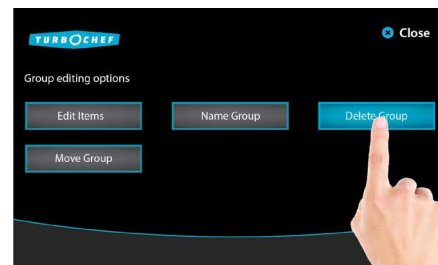 TURBOCHEF
Close
Group editing options
Edit Items
Name Group
Delete Group
Move Group